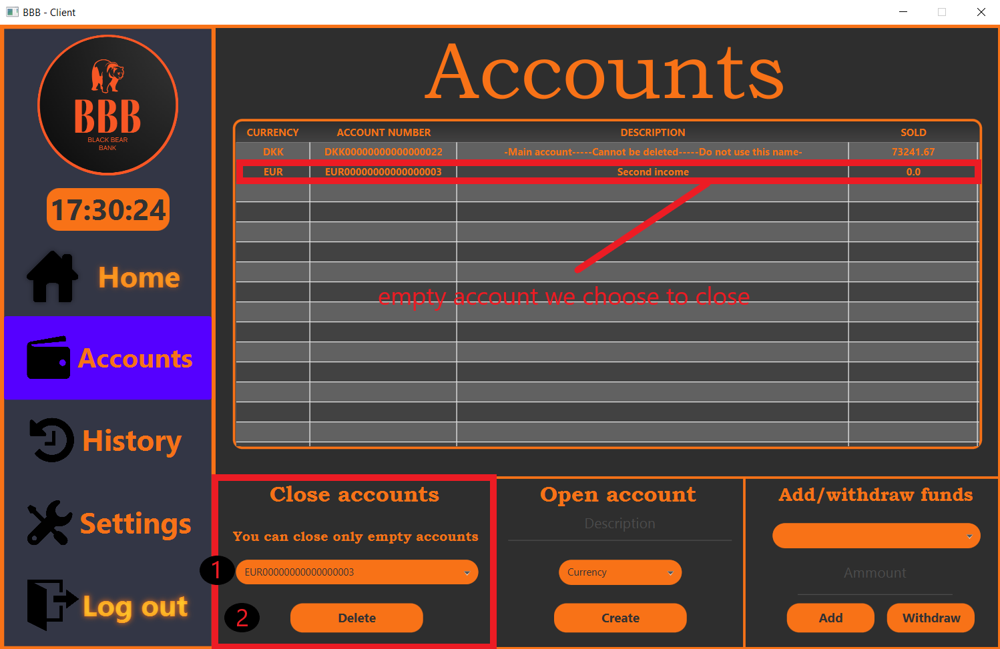 BBB - Client
BBB
BLACK BEAR
BANK
17:30:24
Home
Accounts
History
Settings
Log out
Accounts
CURRENCY ACCOUNT NUMBER DESCRIPTION SOLD
DKK DKK00000000000000022 -Main account-----Cannot be deleted-----Do not use this name- 73241.67
EUR EUR00000000000000003 Second income 0.0
empty account we choose to close
Close accounts
You can close only empty accounts
1 EUR00000000000000003
2 Delete
Open account
Description
Currency
Create
Add/withdraw funds
Ammount
Add Withdraw